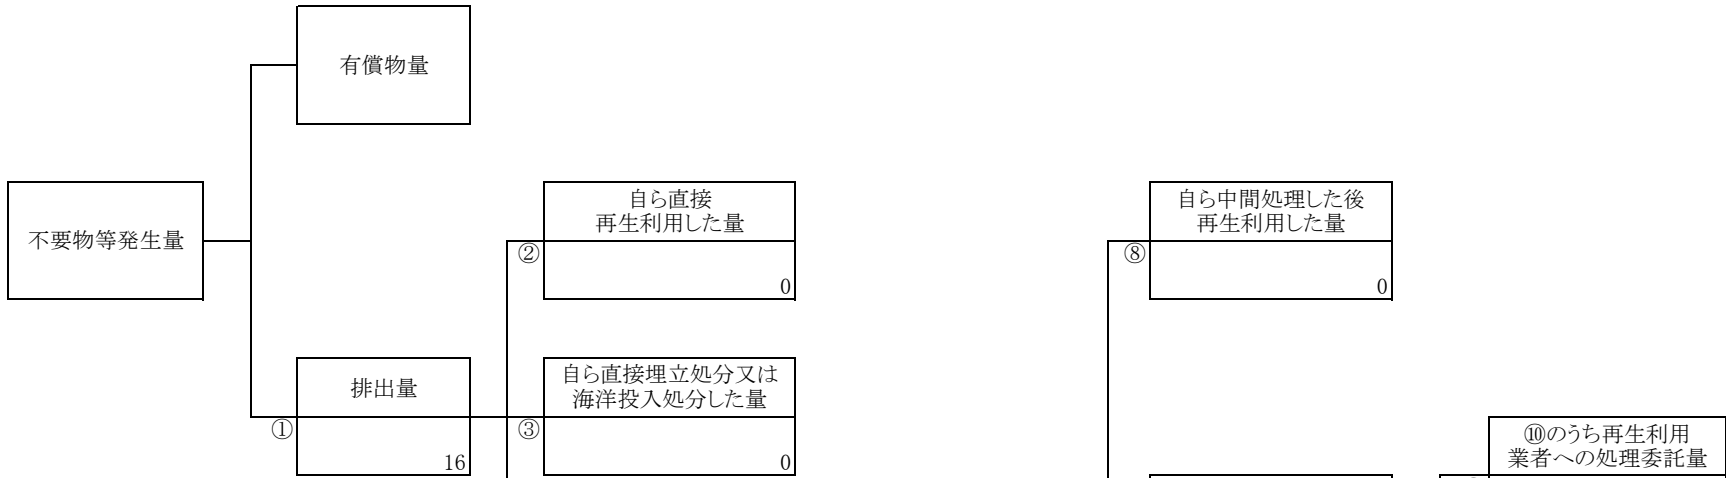 有償物量
不要物等発生量
自ら直接
再生利用した量
②
0
自ら中間処理した後
再生利用した量
⑧
0
排出量
①
16
自ら直接埋立処分又は
海洋投入処分した量
③
0
⑩のうち再生利用
業者への処理委託量